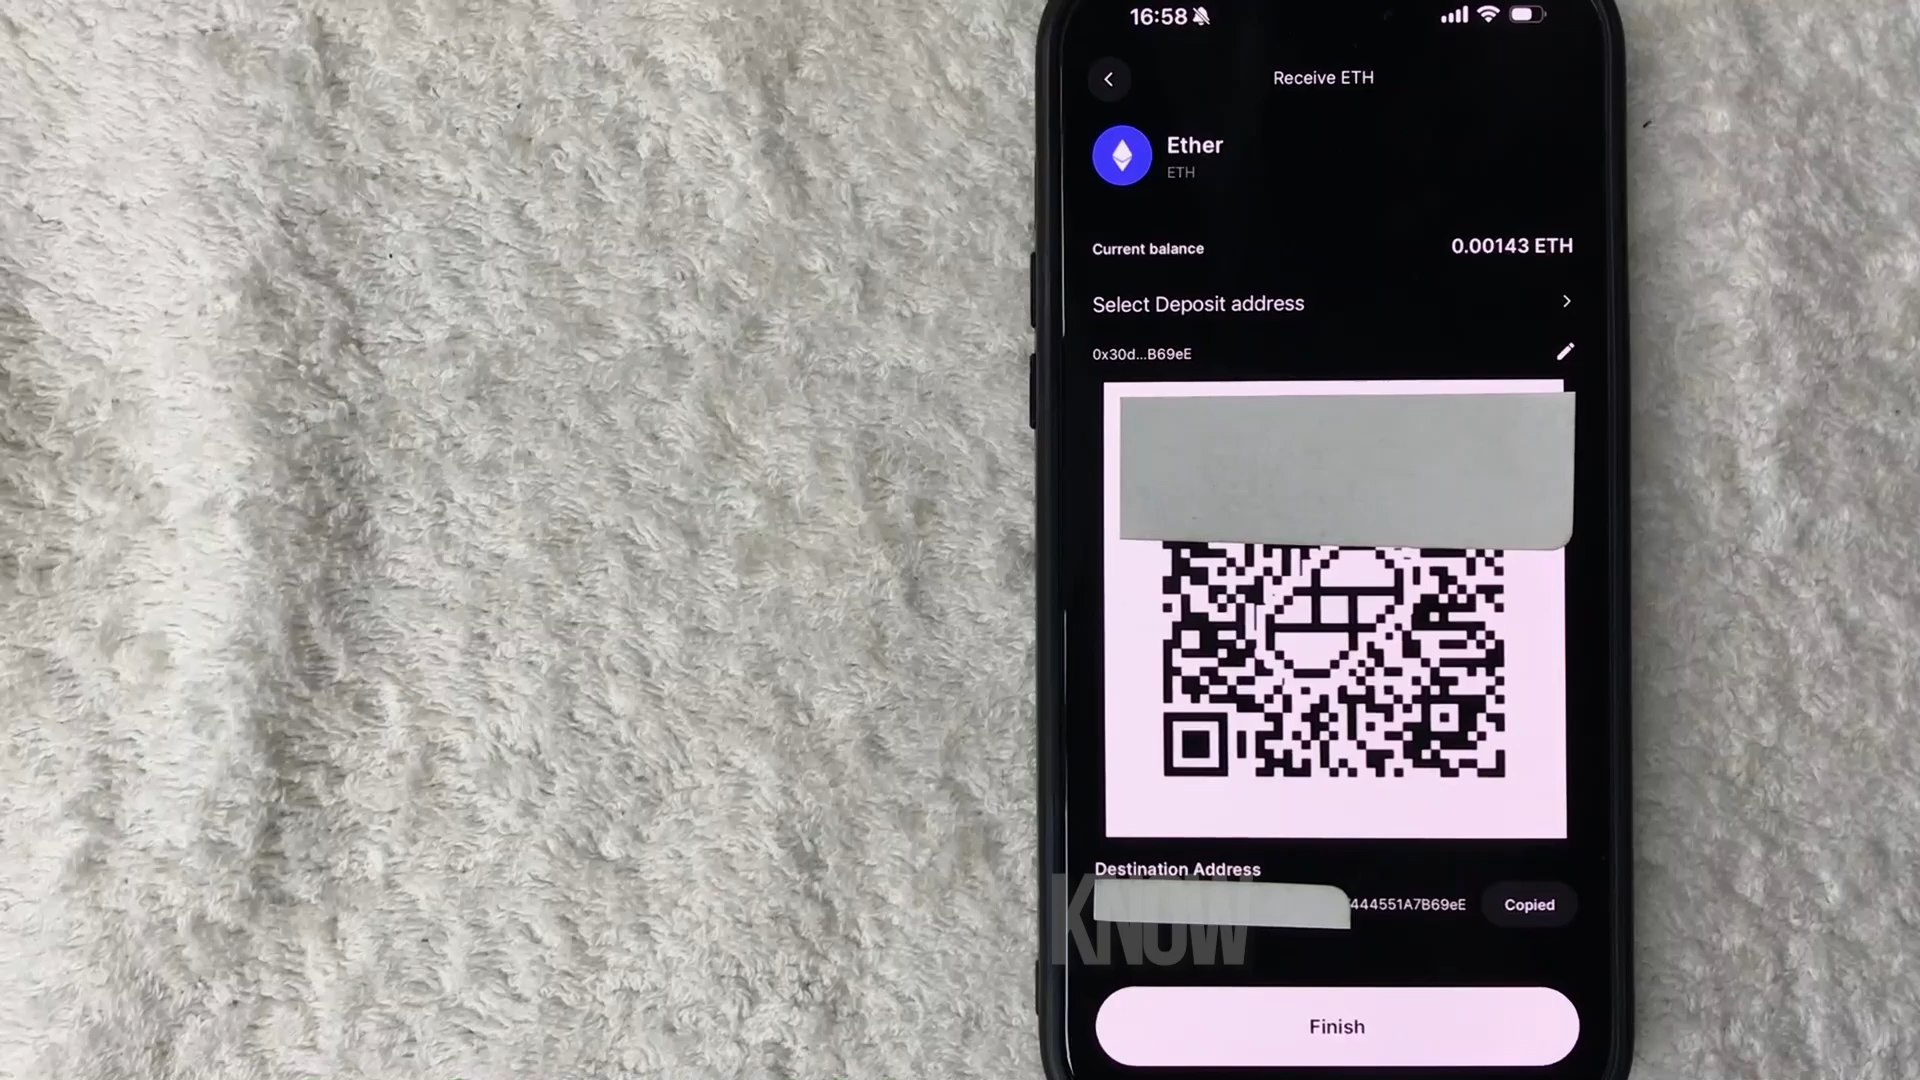 16:58
Receive ETH
Ether
ETH
Current balance
0.00143 ETH
Select Deposit address
0x30d...B69eE
Destination Address
444551A7B69eE
Copied
KNOW
Finish